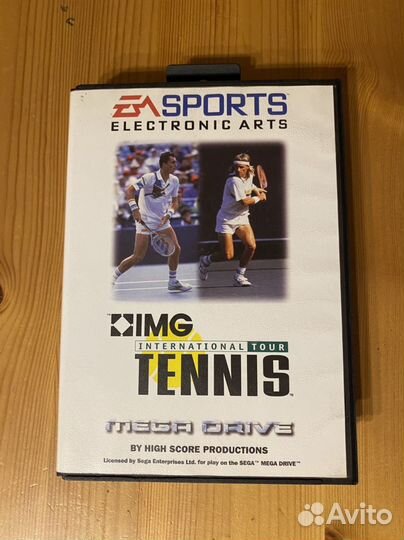 EA SPORTS
ELECTRONIC ARTS
IMG
INTERNATIONAL TOUR
TENNIS™
MEGA DRIVE
BY HIGH SCORE PRODUCTIONS
Licensed by Sega Enterprises Ltd. for play on the SEGA™ MEGA DRIVE™
Avito